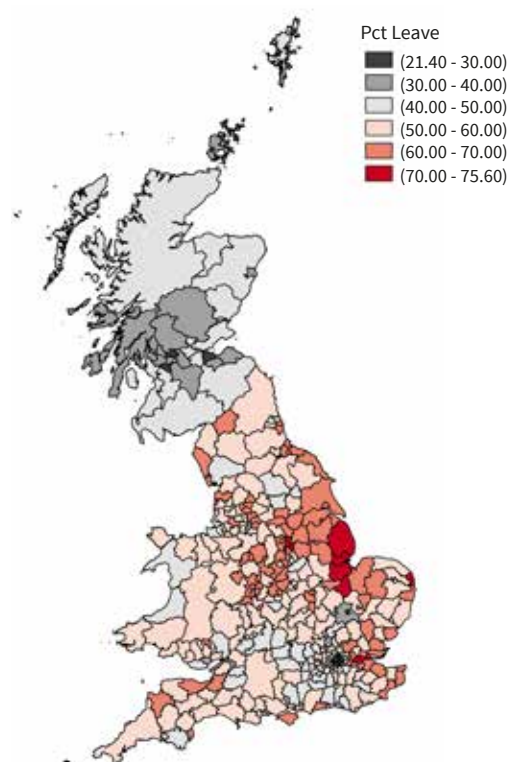 Pct Leave
(21.40 - 30.00)
(30.00 - 40.00)
(40.00 - 50.00)
(50.00 - 60.00)
(60.00 - 70.00)
(70.00 - 75.60)